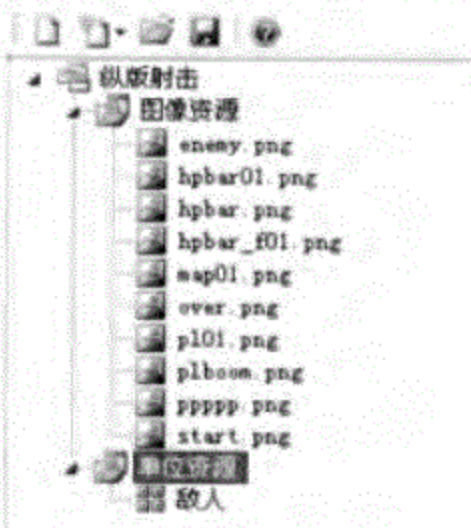 纵版射击
图像资源
enemy.png
hpbar01.png
hpbar.png
hpbar_f01.png
map01.png
over.png
pl01.png
plboom.png
ppppp.png
start.png
单位资源
敌人